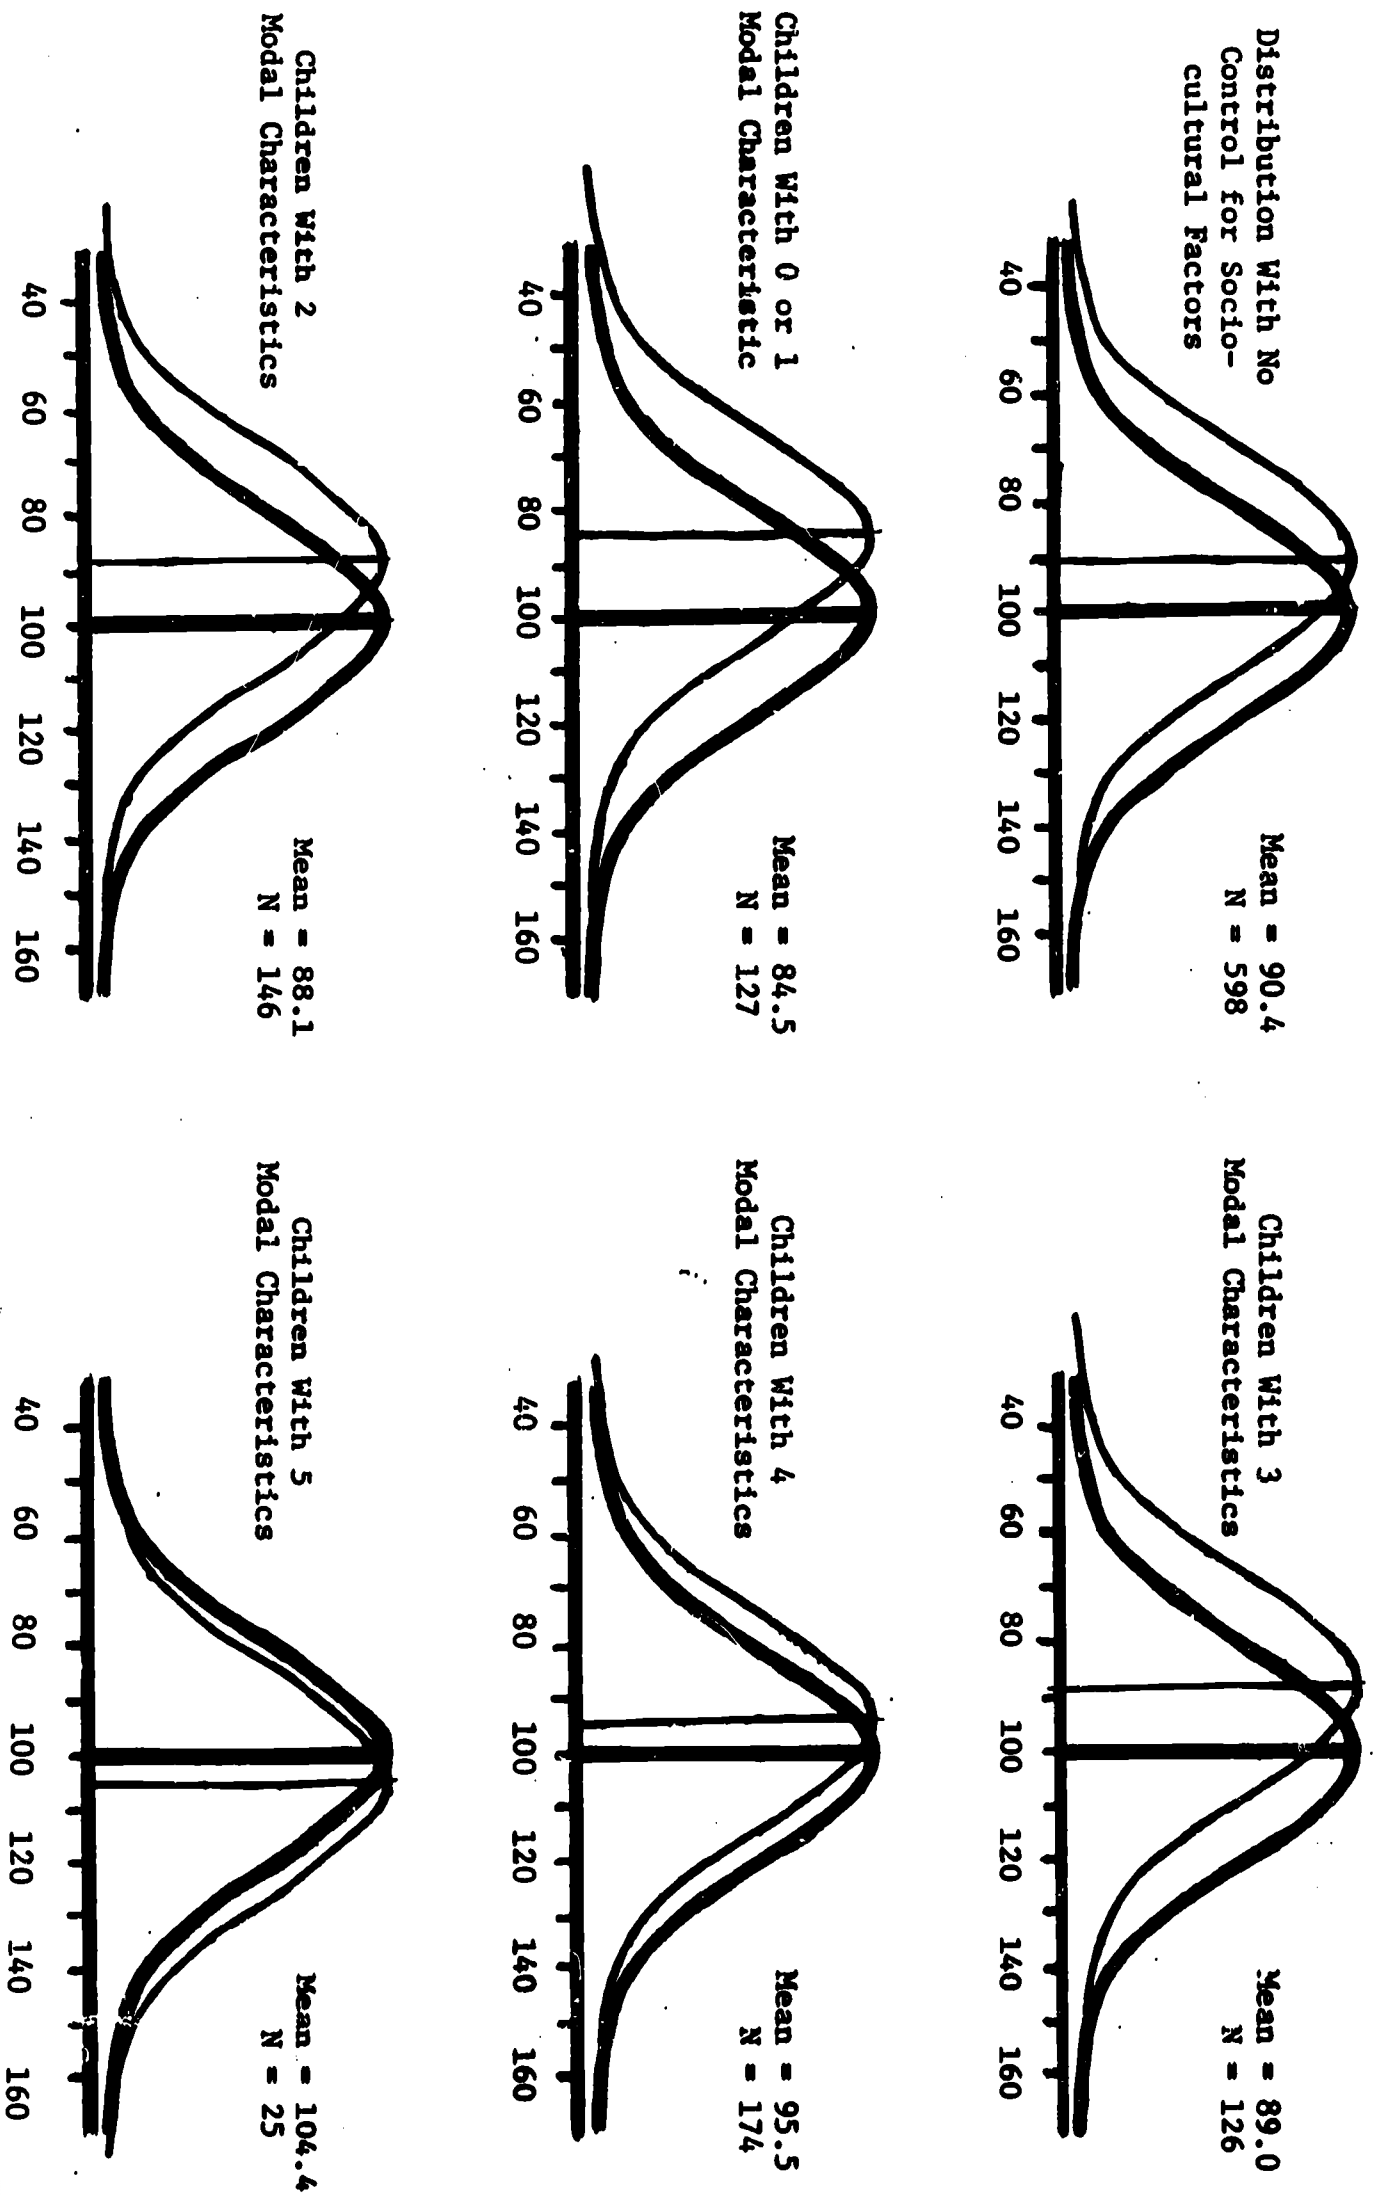 Distribution With No
Control for Socio-
cultural Factors
Mean = 90.4
N = 598
40 60 80 100 120 140 160
Children With 0 or 1
Modal Characteristic
Mean = 84.5
N = 127
40 60 80 100 120 140 160
Children With 2
Modal Characteristics
Mean = 88.1
N = 146
40 60 80 100 120 140 160
Children With 3
Modal Characteristics
Mean = 89.0
N = 126
40 60 80 100 120 140 160
Children With 4
Modal Characteristics
Mean = 95.5
N = 174
40 60 80 100 120 140 160
Children With 5
Modal Characteristics
Mean = 104.4
N = 25
40 60 80 100 120 140 160